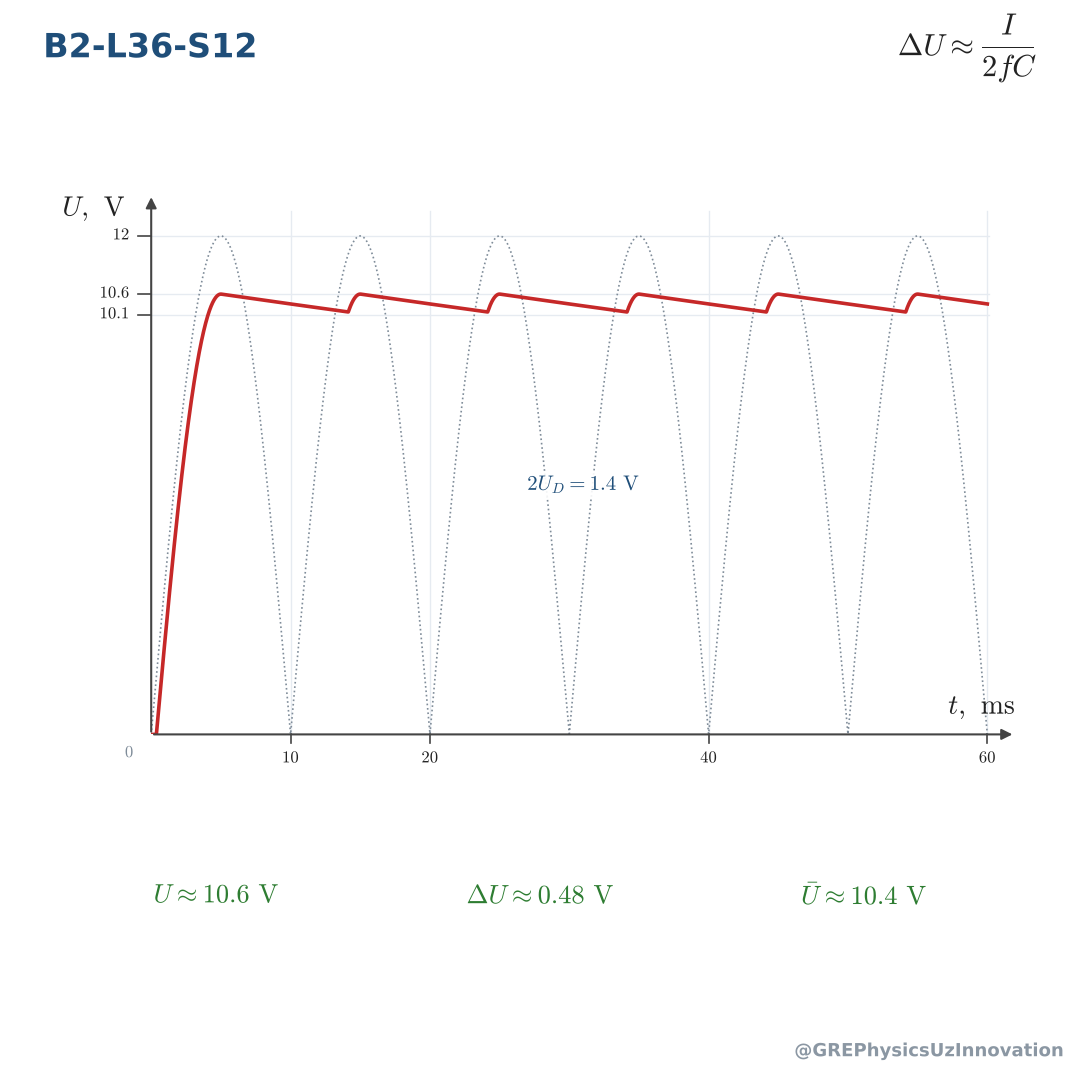 B2-L36-S12
ΔU ≈ I / 2fC
U, V
12
10.6
10.1
2U_D = 1.4 V
t, ms
0
10 20 40 60
U ≈ 10.6 V ΔU ≈ 0.48 V Ū ≈ 10.4 V
@GREPhysicsUzInnovation